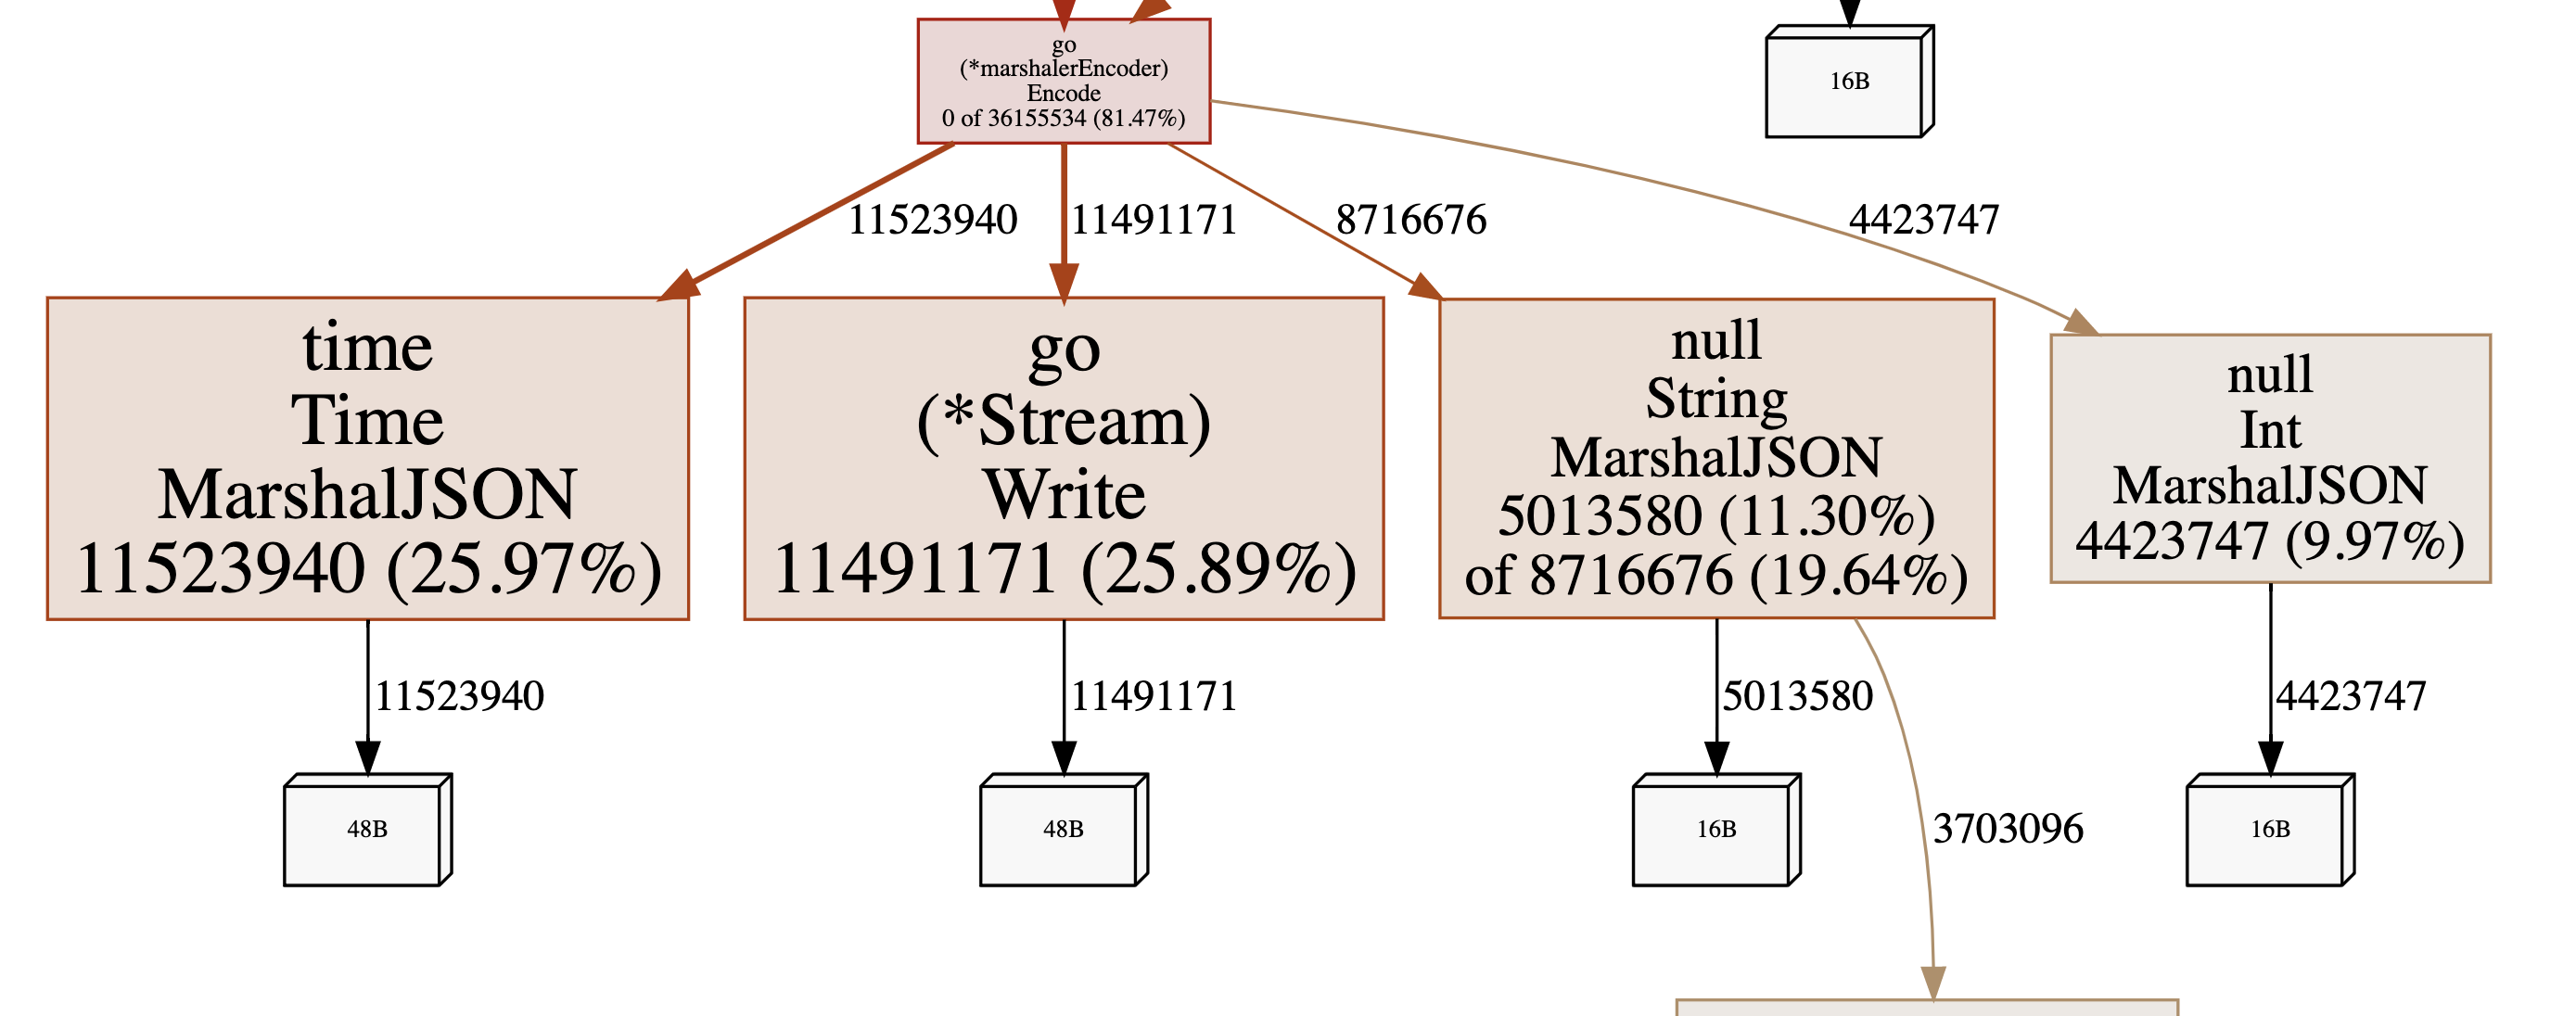 go
(*marshalerEncoder)
Encode
0 of 36155534 (81.47%)
16B
11523940
11491171
8716676
4423747
time
Time
MarshalJSON
11523940 (25.97%)
go
(*Stream)
Write
11491171 (25.89%)
null
String
MarshalJSON
5013580 (11.30%)
of 8716676 (19.64%)
null
Int
MarshalJSON
4423747 (9.97%)
11523940
11491171
5013580
4423747
48B
48B
16B
3703096
16B